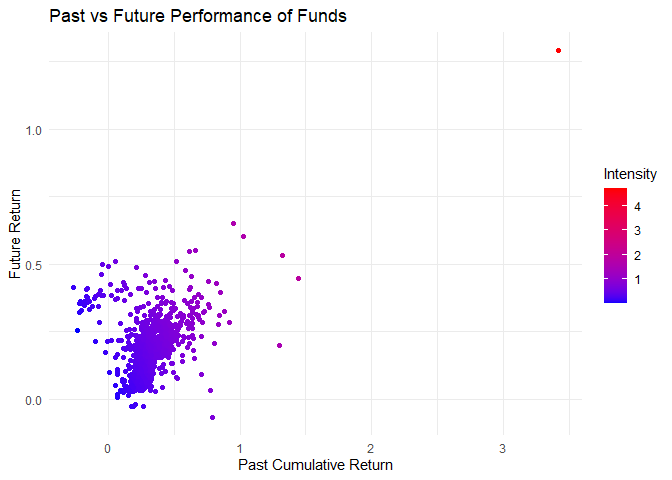 Past vs Future Performance of Funds
Future Return
1.0
0.5
0.0
0
1
2
3
Past Cumulative Return
Intensity
4
3
2
1